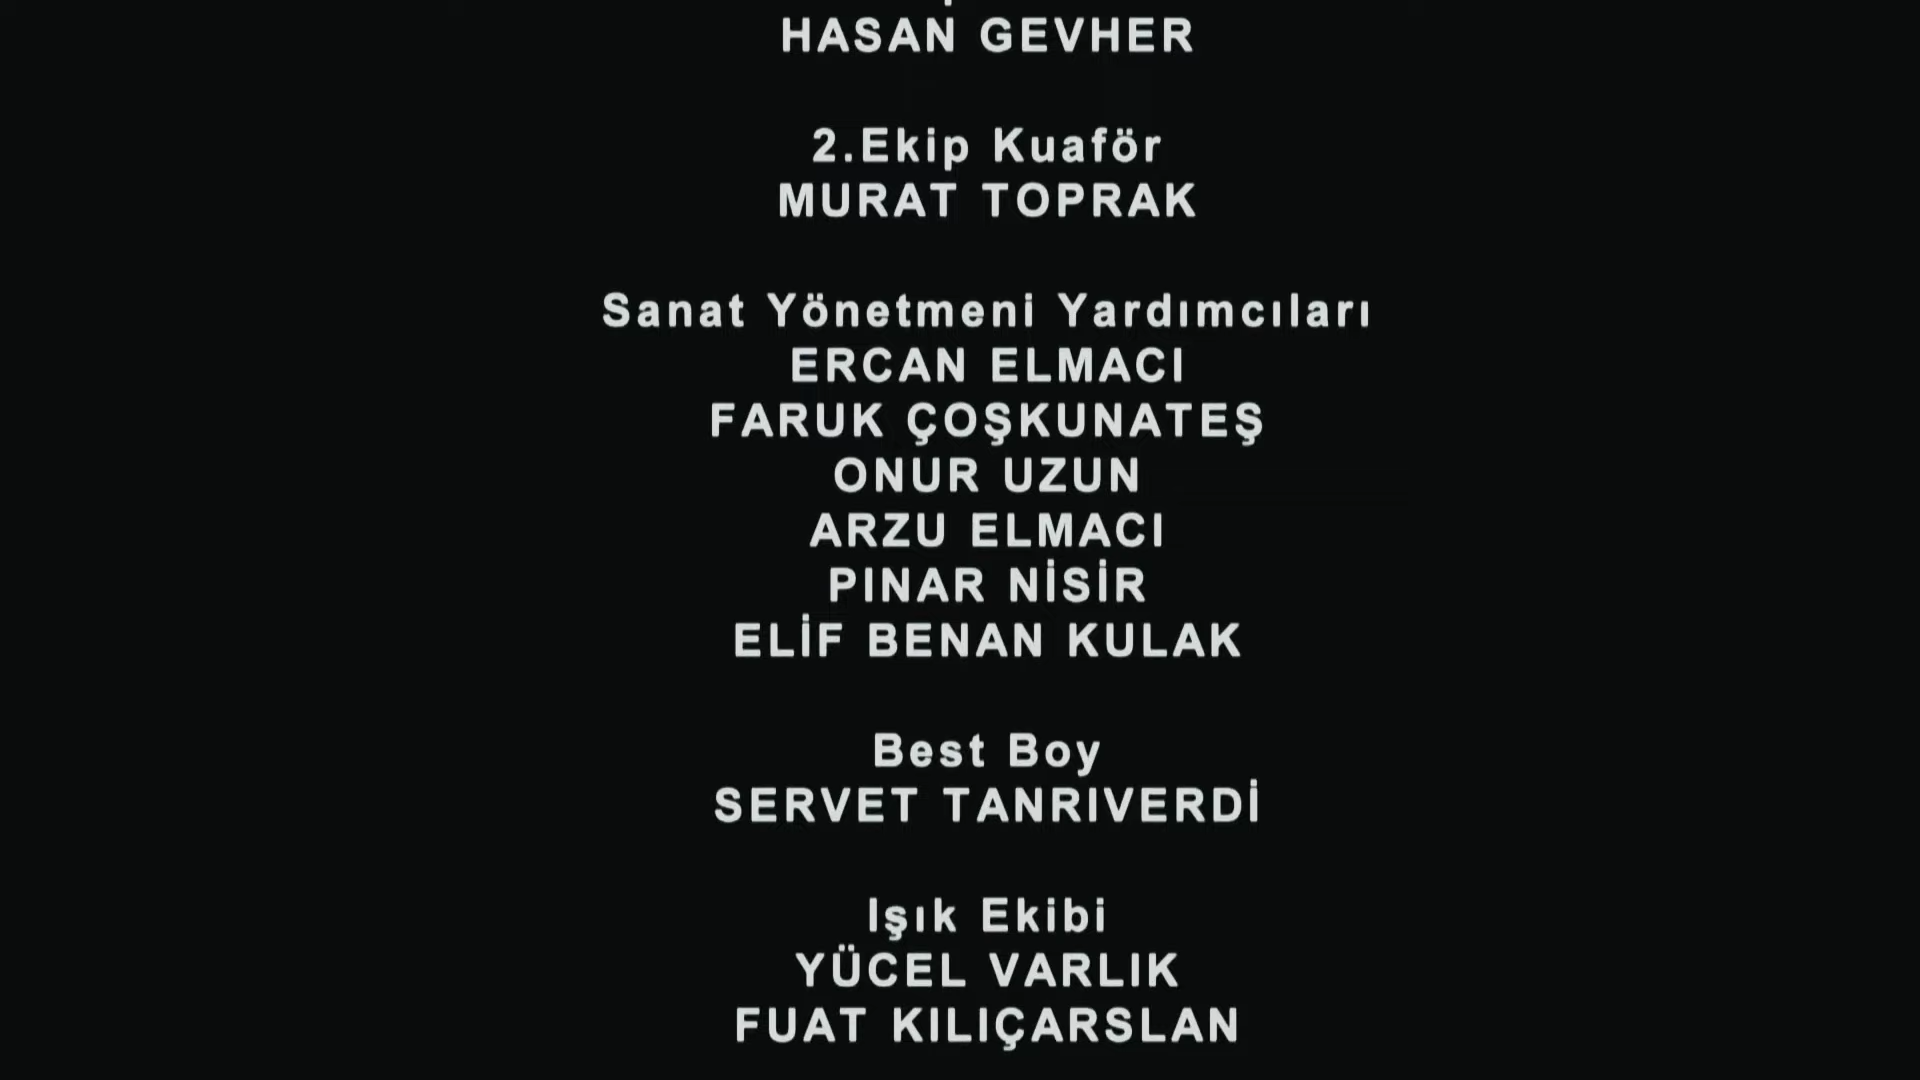 HASAN GEVHER
2.Ekip Kuaför
MURAT TOPRAK
Sanat Yönetmeni Yardımcıları
ERCAN ELMACI
FARUK ÇOŞKUNATEŞ
ONUR UZUN
ARZU ELMACI
PINAR NİSİR
ELİF BENAN KULAK
Best Boy
SERVET TANRIVERDİ
Işık Ekibi
YÜCEL VARLIK
FUAT KILIÇARSLAN